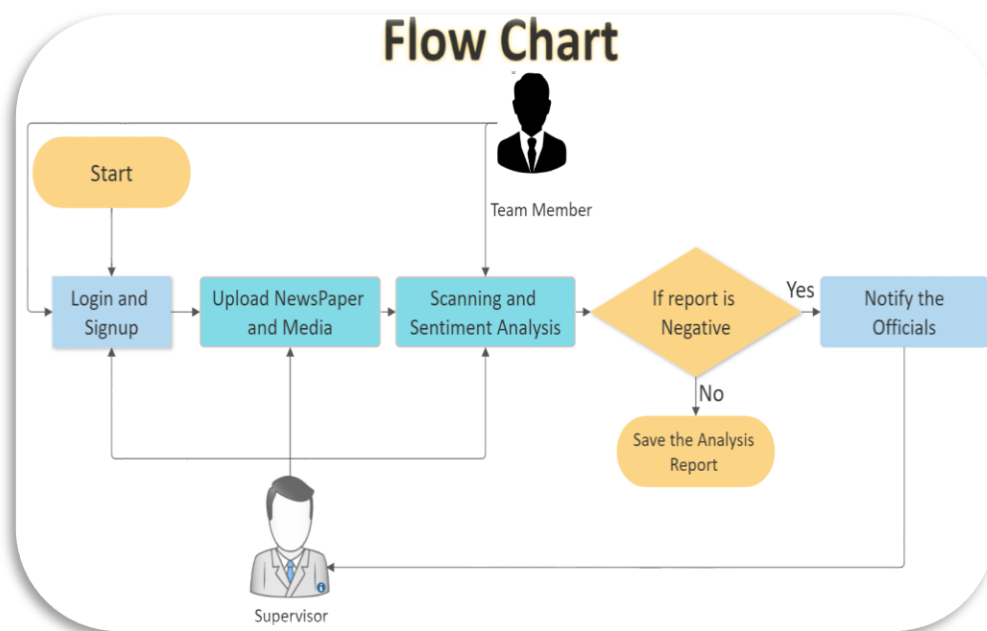 Flow Chart
Start
Team Member
Login and
Signup
Upload NewsPaper
and Media
Scanning and
Sentiment Analysis
If report is
Negative
Yes
Notify the
Officials
No
Save the Analysis
Report
Supervisor